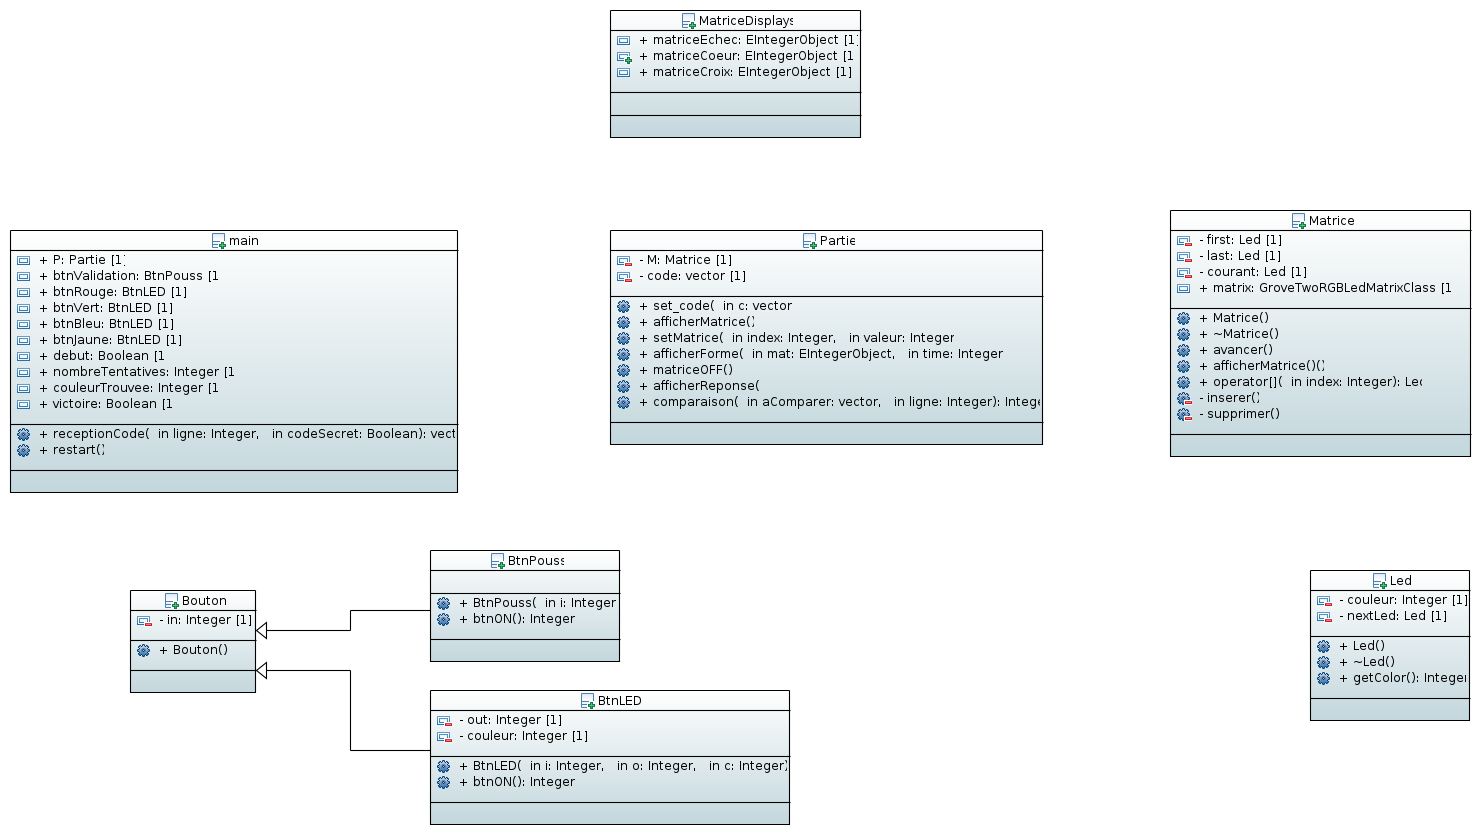 MatriceDisplays
+ matriceEchec: EIntegerObject [1]
+ matriceCoeur: EIntegerObject [1
+ matriceCroix: EIntegerObject [1]
main
+ P: Partie [1]
+ btnValidation: BtnPouss [1
+ btnRouge: BtnLED [1]
+ btnVert: BtnLED [1]
+ btnBleu: BtnLED [1]
+ btnJaune: BtnLED [1]
+ debut: Boolean [1
+ nombreTentatives: Integer [1
+ couleurTrouvee: Integer [1
+ victoire: Boolean [1
+ receptionCode( in ligne: Integer, in codeSecret: Boolean): vect
+ restart()
Partie
- M: Matrice [1]
- code: vector [1]
+ set_code( in c: vector
+ afficherMatrice()
+ setMatrice( in index: Integer, in valeur: Integer
+ afficherForme( in mat: EIntegerObject, in time: Integer
+ matriceOFF()
+ afficherReponse(
+ comparaison( in aComparer: vector, in ligne: Integer): Intege
Matrice
- first: Led [1]
- last: Led [1]
- courant: Led [1]
+ matrix: GroveTwoRGBLedMatrixClass [1
+ Matrice()
+ ~Matrice()
+ avancer()
+ afficherMatrice()()
+ operator[]( in index: Integer): Led
- inserer()
- supprimer()
Bouton
- in: Integer [1]
+ Bouton()
BtnPouss
+ BtnPouss( in i: Integer
+ btnON(): Integer
BtnLED
- out: Integer [1]
- couleur: Integer [1]
+ BtnLED( in i: Integer, in o: Integer, in c: Integer)
+ btnON(): Integer
Led
- couleur: Integer [1]
- nextLed: Led [1]
+ Led()
+ ~Led()
+ getColor(): Integer